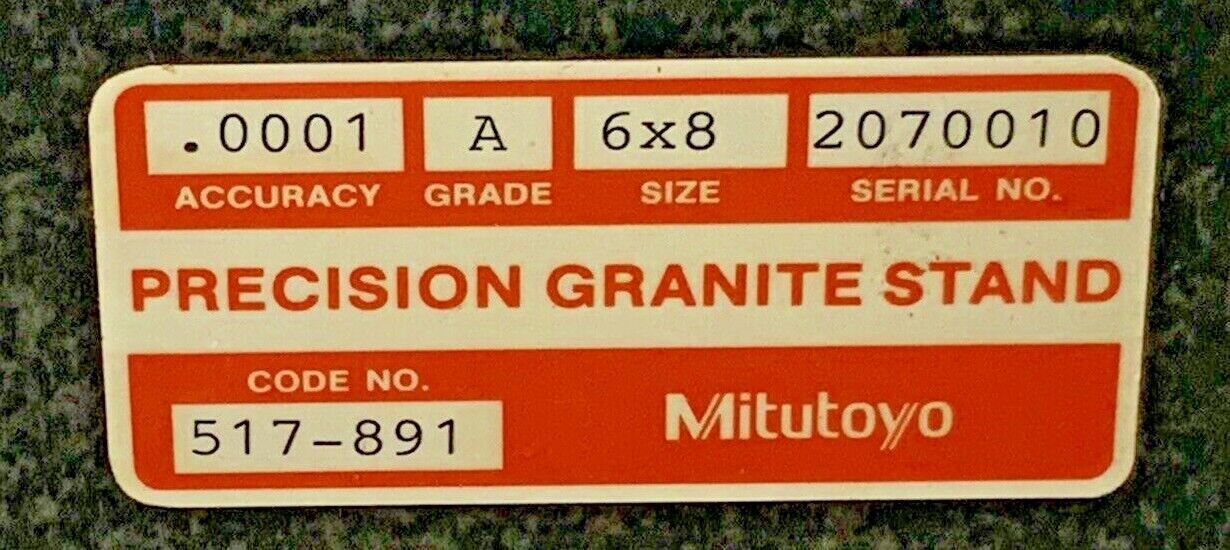 .0001 A 6x8 2070010
ACCURACY GRADE SIZE SERIAL NO.
PRECISION GRANITE STAND
CODE NO.
517-891 Mitutoyo